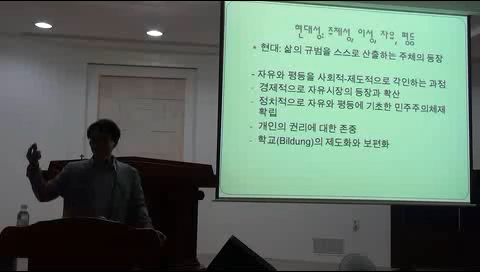 현대성, 주체성, 이성, 자유, 평등
* 현대: 삶의 규범을 스스로 산출하는 주체의 등장
- 자유와 평등을 사회적-제도적으로 각인하는 과정
- 경제적으로 자유시장의 등장과 확산
- 정치적으로 자유와 평등에 기초한 민주주의체제
확립
- 개인의 권리에 대한 존중
- 학교(Bildung)의 제도화와 보편화